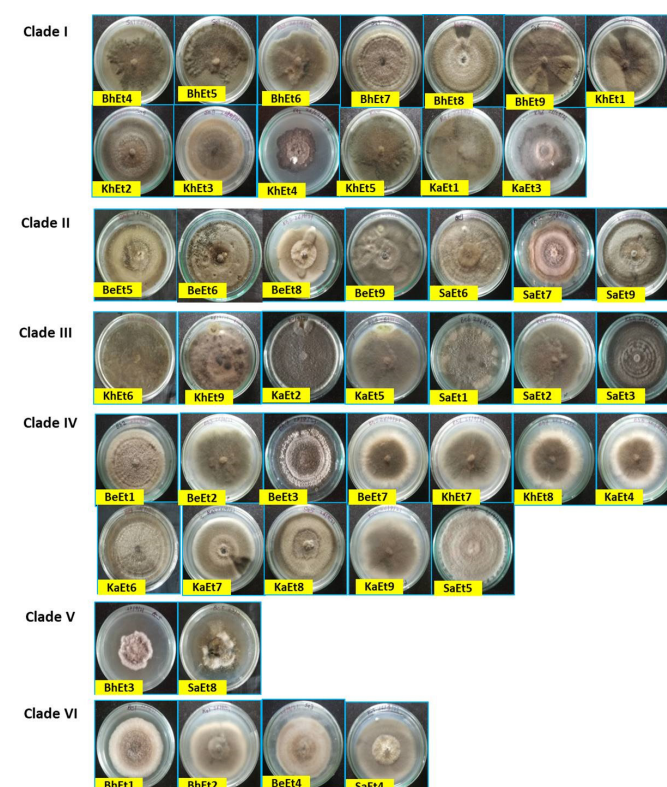 Clade I
BhEt4 BhEt5 BhEt6 BhEt7 BhEt8 BhEt9 KhEt1
KhEt2 KhEt3 KhEt4 KhEt5 KaEt1 KaEt3
Clade II
BeEt5 BeEt6 BeEt8 BeEt9 SaEt6 SaEt7 SaEt9
Clade III
KhEt6 KhEt9 KaEt2 KaEt5 SaEt1 SaEt2 SaEt3
Clade IV
BeEt1 BeEt2 BeEt3 BeEt7 KhEt7 KhEt8 KaEt4
KaEt6 KaEt7 KaEt8 KaEt9 SaEt5
Clade V
BhEt3 SaEt8
Clade VI
BhEt1 BhEt2 BeEt4 SaEt4